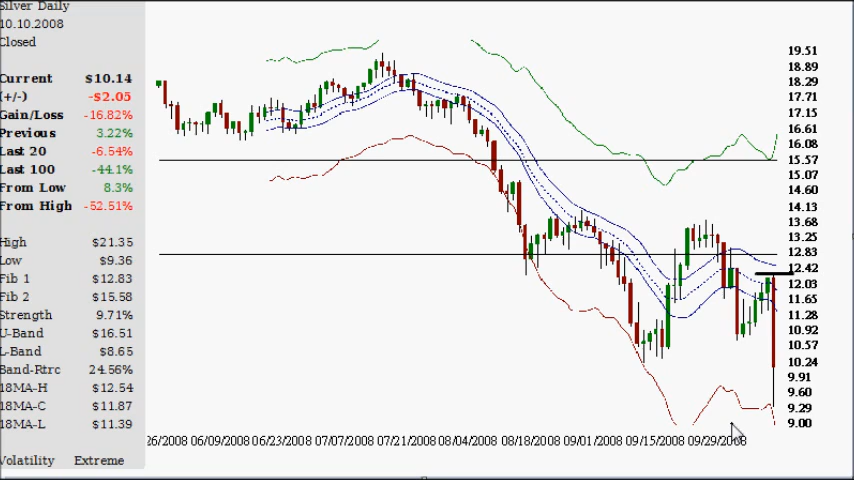 Silver Daily
10.10.2008
Closed
Current $10.14
(+/-) -$2.05
Gain/Loss -16.82%
Previous 3.22%
Last 20 -6.54%
Last 100 -44.1%
From Low 8.3%
From High -52.51%
High $21.35
Low $9.36
Fib 1 $12.83
Fib 2 $15.58
Strength 9.71%
U-Band $16.51
L-Band $8.65
Band-Rtrc 24.56%
18MA-H $12.54
18MA-C $11.87
18MA-L $11.39
Volatility Extreme
19.51
18.89
18.29
17.71
17.15
16.61
16.08
15.57
15.07
14.60
14.13
13.68
13.25
12.83
12.42
12.03
11.65
11.28
10.92
10.57
10.24
9.91
9.60
9.29
9.00
26/2008 06/09/2008 06/23/2008 07/07/2008 07/21/2008 08/04/2008 08/18/2008 09/01/2008 09/15/2008 09/29/2008